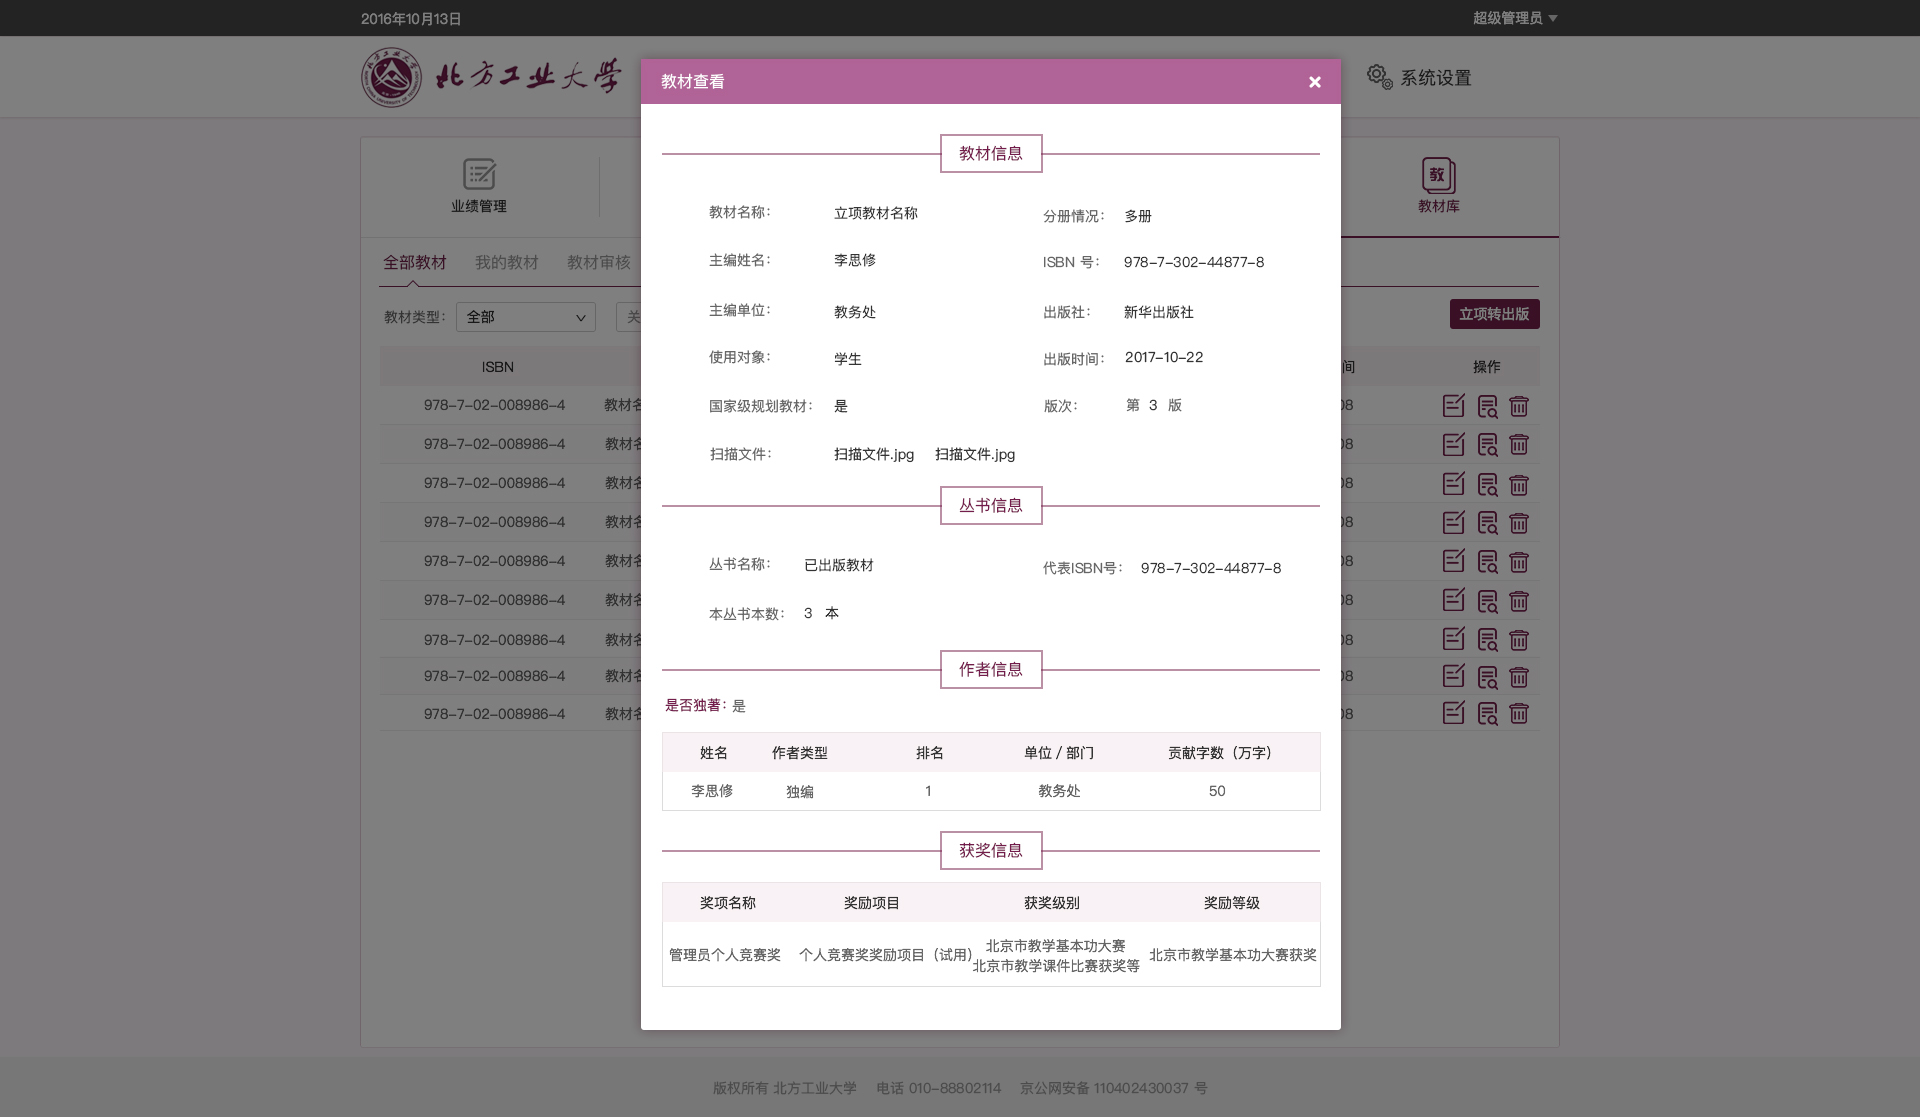 2016年10月13日
超级管理员
北方工业大学
系统设置
教材查看
业绩管理
教
教材库
全部教材 我的教材 教材审核
教材类型： 全部 关
立项转出版
ISBN 间 操作
978-7-02-008986-4 教材名 08
978-7-02-008986-4 教材名 08
978-7-02-008986-4 教材名 08
978-7-02-008986-4 教材名 08
978-7-02-008986-4 教材名 08
978-7-02-008986-4 教材名 08
978-7-02-008986-4 教材名 08
978-7-02-008986-4 教材名 08
978-7-02-008986-4 教材名 08
教材信息
教材名称： 立项教材名称 分册情况： 多册
主编姓名： 李思修 ISBN 号： 978-7-302-44877-8
主编单位： 教务处 出版社： 新华出版社
使用对象： 学生 出版时间： 2017-10-22
国家级规划教材： 是 版次： 第 3 版
扫描文件： 扫描文件.jpg 扫描文件.jpg
丛书信息
丛书名称： 已出版教材 代表ISBN号： 978-7-302-44877-8
本丛书本数： 3 本
作者信息
是否独著：是
姓名 作者类型 排名 单位 / 部门 贡献字数（万字）
李思修 独编 1 教务处 50
获奖信息
奖项名称 奖励项目 获奖级别 奖励等级
管理员个人竞赛奖 个人竞赛奖奖励项目（试用） 北京市教学基本功大赛 北京市教学基本功大赛获奖
北京市教学课件比赛获奖等
版权所有 北方工业大学 电话 010-88802114 京公网安备 110402430037 号